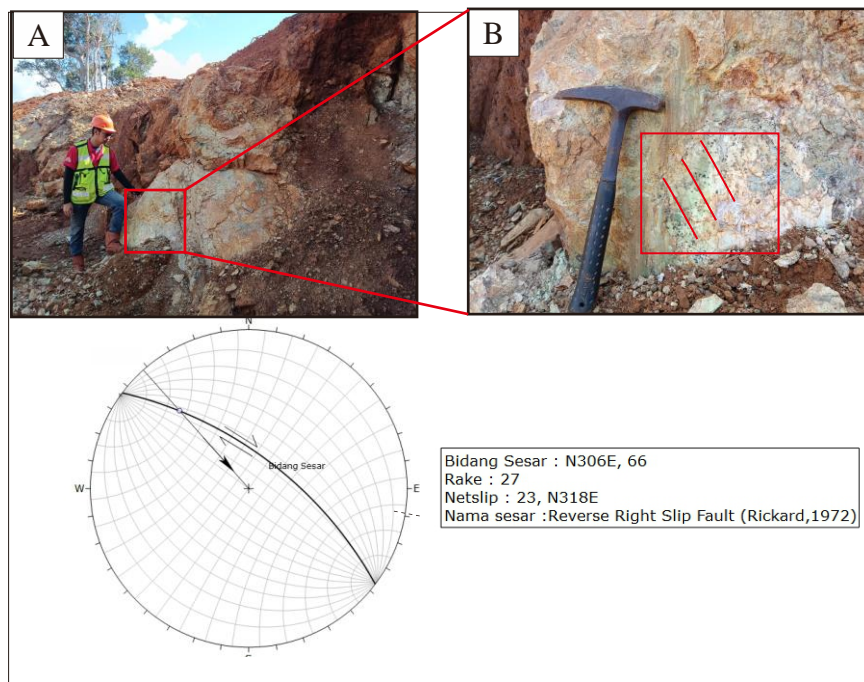 A
B
N
Bidang Sesar
W
E
Bidang Sesar : N306E, 66
Rake : 27
Netslip : 23, N318E
Nama sesar :Reverse Right Slip Fault (Rickard,1972)